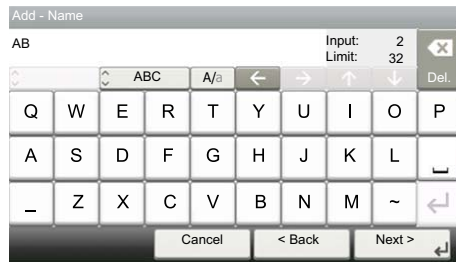 Add - Name
AB
Input: 2
Limit: 32
ABC A/a ← → ↑ ↓ Del.
Q W E R T Y U I O P
A S D F G H J K L
_ Z X C V B N M ~
Cancel < Back Next >